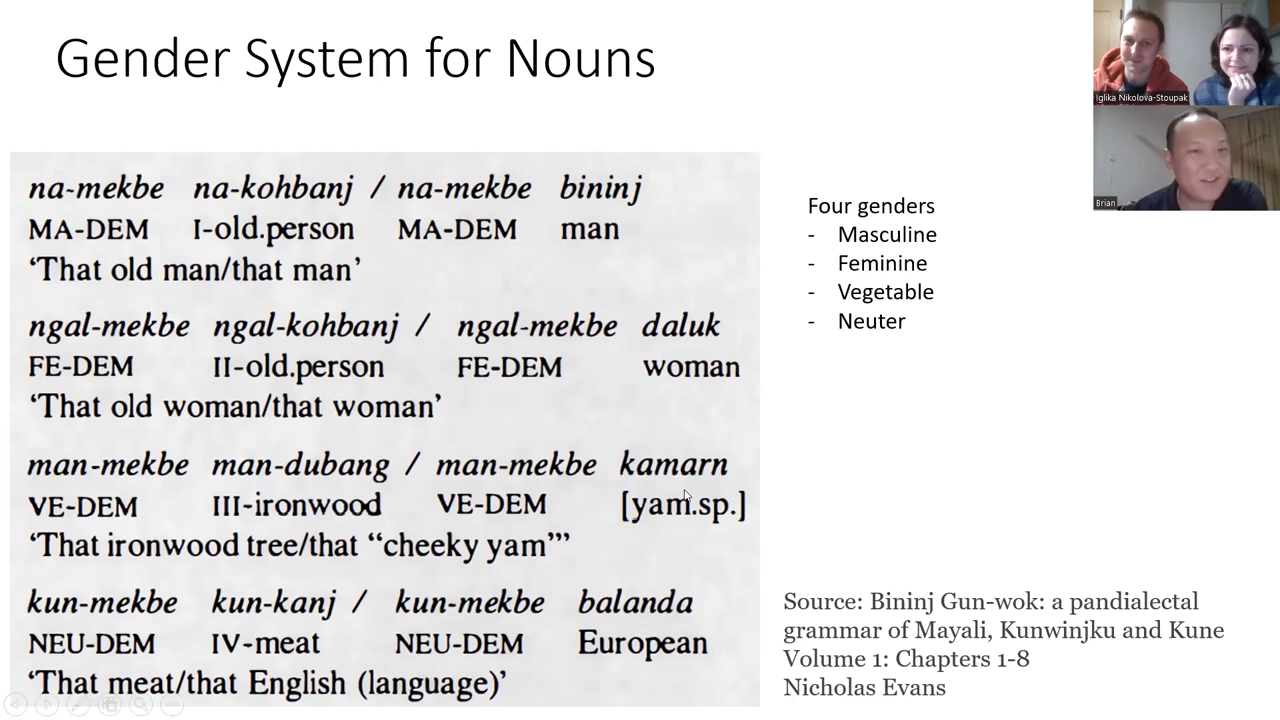 Gender System for Nouns
na-mekbe na-kohbanj / na-mekbe bininj
MA-DEM I-old.person MA-DEM man
‘That old man/that man’
ngal-mekbe ngal-kohbanj / ngal-mekbe daluk
FE-DEM II-old.person FE-DEM woman
‘That old woman/that woman’
man-mekbe man-dubang / man-mekbe kamarn
VE-DEM III-ironwood VE-DEM [yam.sp.]
‘That ironwood tree/that “cheeky yam”’
kun-mekbe kun-kanj / kun-mekbe balanda
NEU-DEM IV-meat NEU-DEM European
‘That meat/that English (language)’
Four genders
- Masculine
- Feminine
- Vegetable
- Neuter
Source: Bininj Gun-wok: a pandialectal
grammar of Mayali, Kunwinjku and Kune
Volume 1: Chapters 1-8
Nicholas Evans
Iglika Nikolova-Stoupak
Brian